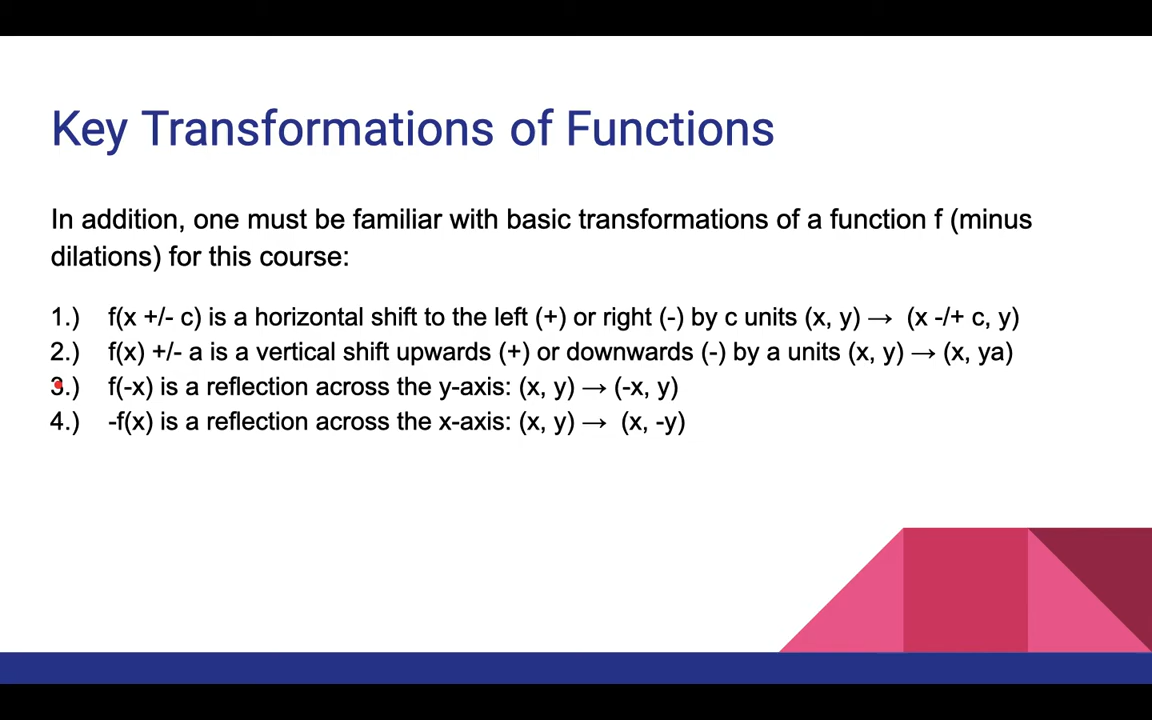 Key Transformations of Functions
In addition, one must be familiar with basic transformations of a function f (minus
dilations) for this course:
1.) f(x +/- c) is a horizontal shift to the left (+) or right (-) by c units (x, y) → (x -/+ c, y)
2.) f(x) +/- a is a vertical shift upwards (+) or downwards (-) by a units (x, y) → (x, ya)
3.) f(-x) is a reflection across the y-axis: (x, y) → (-x, y)
4.) -f(x) is a reflection across the x-axis: (x, y) → (x, -y)